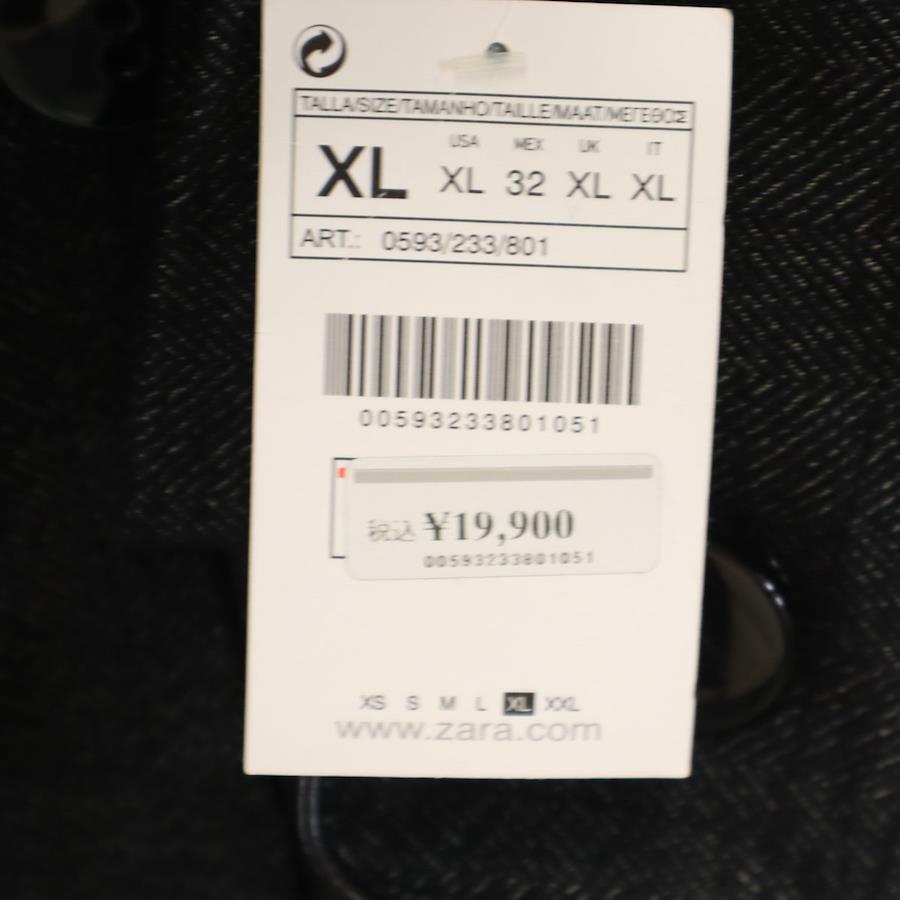 TALLA/SIZE/TAMANHO/TAILLE/MAAT/ΜΕΓΕΘΟΣ
USA MEX UK IT
XL XL 32 XL XL
ART.: 0593/233/801
00593233801051
税込 ¥19,900
00593233801051
XS S M L XL XXL
www.zara.com